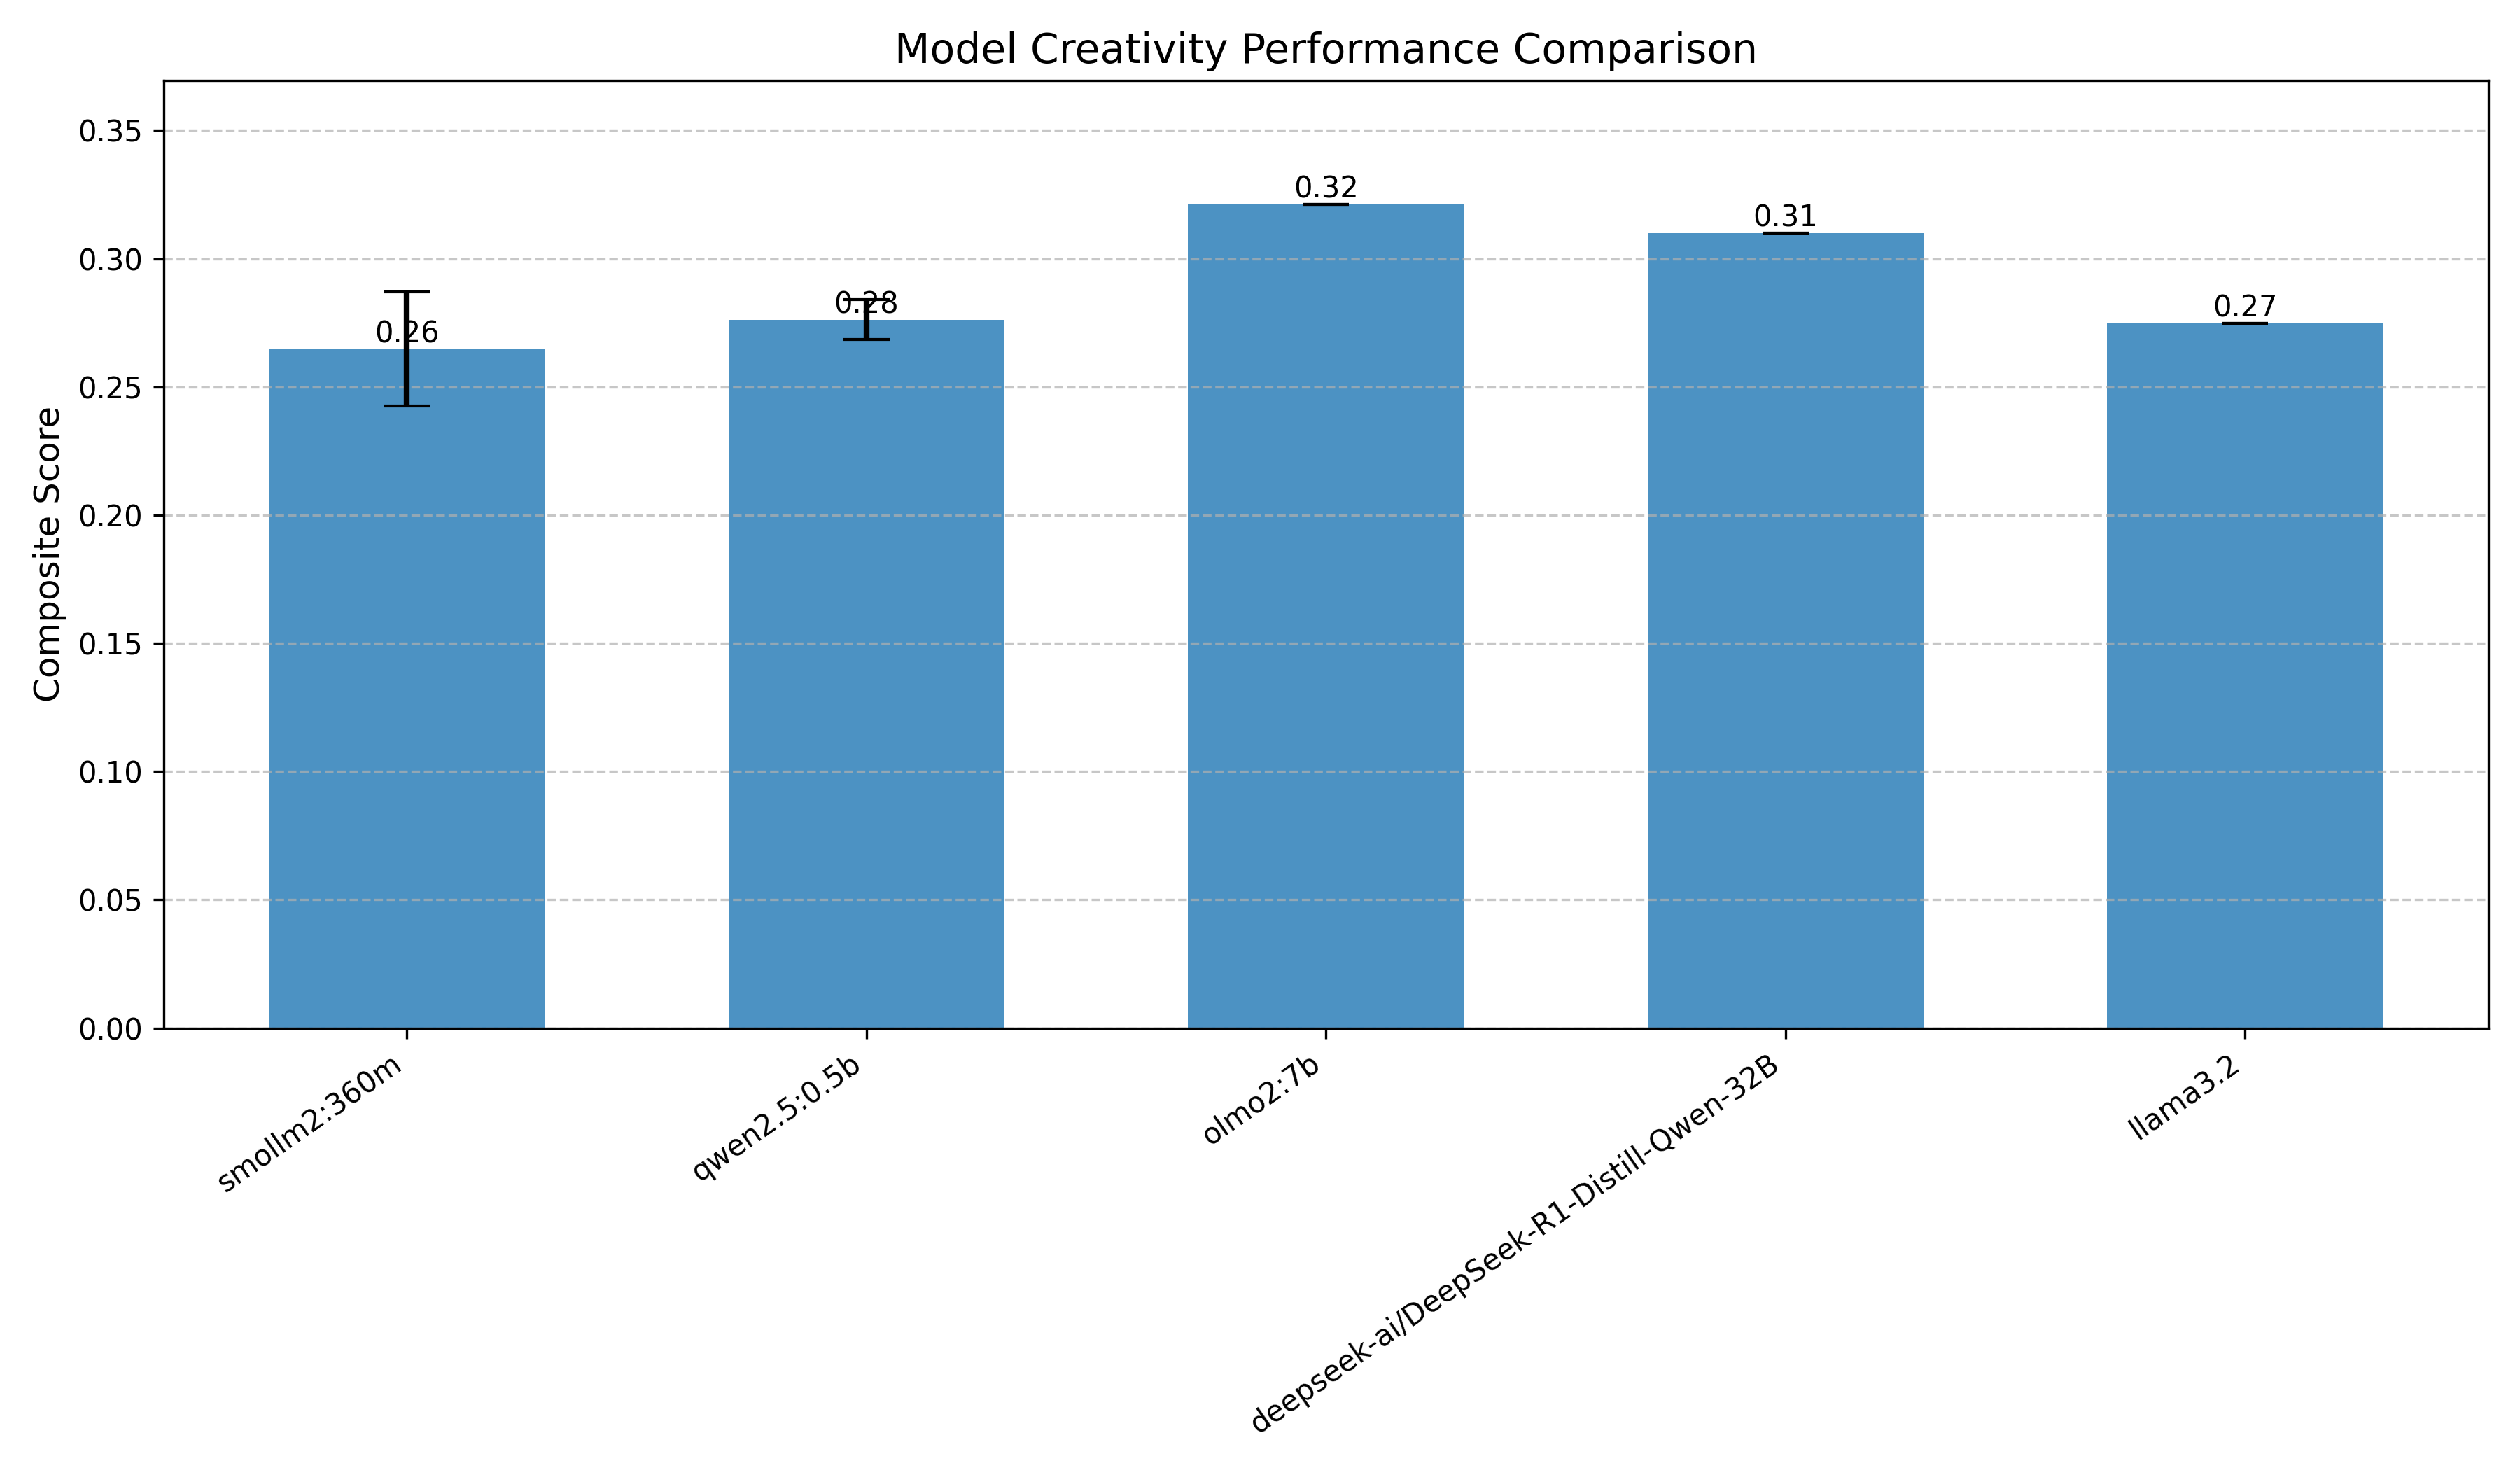 Model Creativity Performance Comparison
Composite Score
0.35
0.30
0.25
0.20
0.15
0.10
0.05
0.00
0.26
0.28
0.32
0.31
0.27
smollm2:360m
qwen2.5:0.5b
olmo2:7b
deepseek-ai/DeepSeek-R1-Distill-Qwen-32B
llama3.2